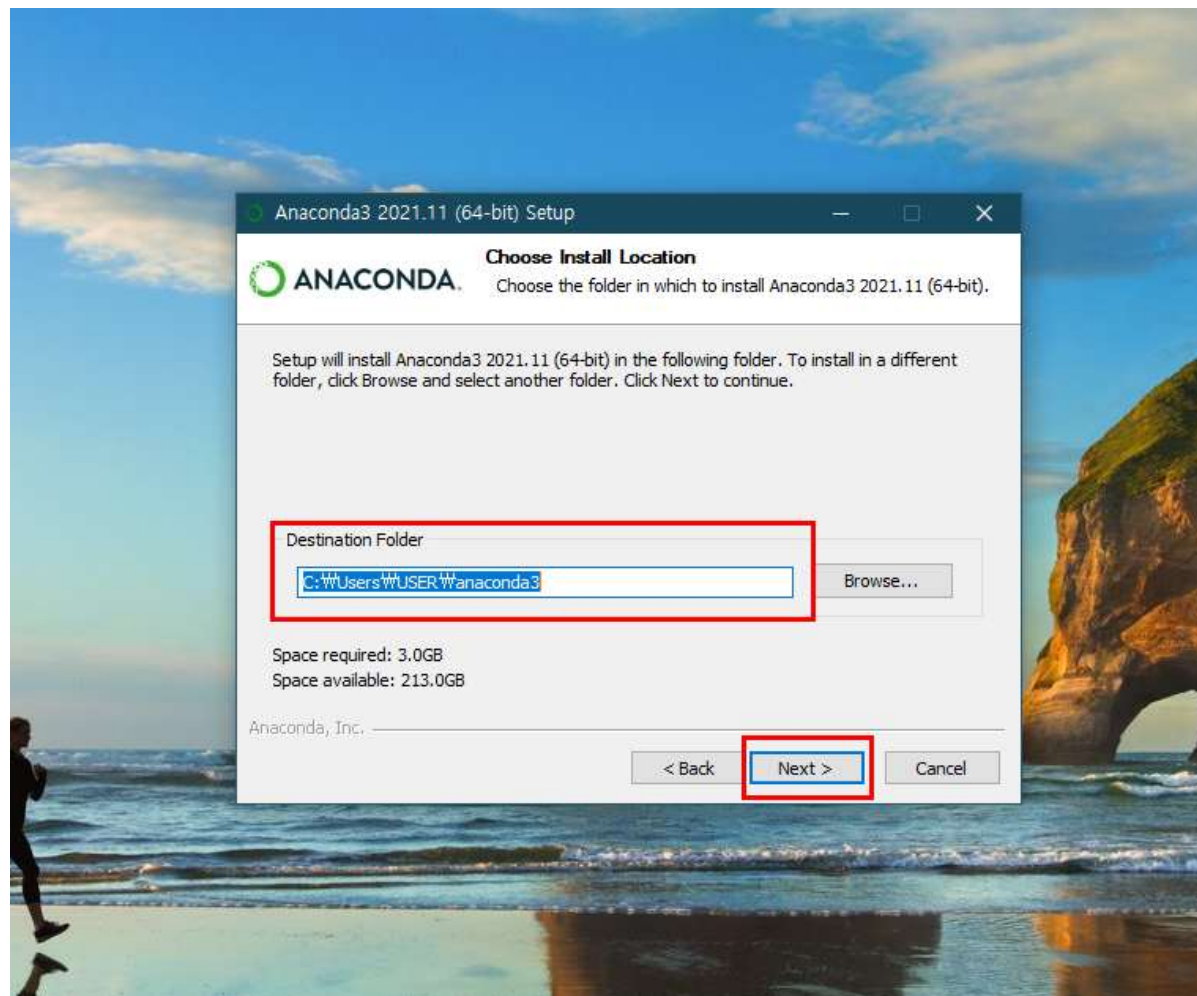 Anaconda3 2021.11 (64-bit) Setup
ANACONDA.
Choose Install Location
Choose the folder in which to install Anaconda3 2021.11 (64-bit).
Setup will install Anaconda3 2021.11 (64-bit) in the following folder. To install in a different
folder, click Browse and select another folder. Click Next to continue.
Destination Folder
C:₩Users₩USER₩anaconda3
Browse...
Space required: 3.0GB
Space available: 213.0GB
Anaconda, Inc.
< Back Next > Cancel